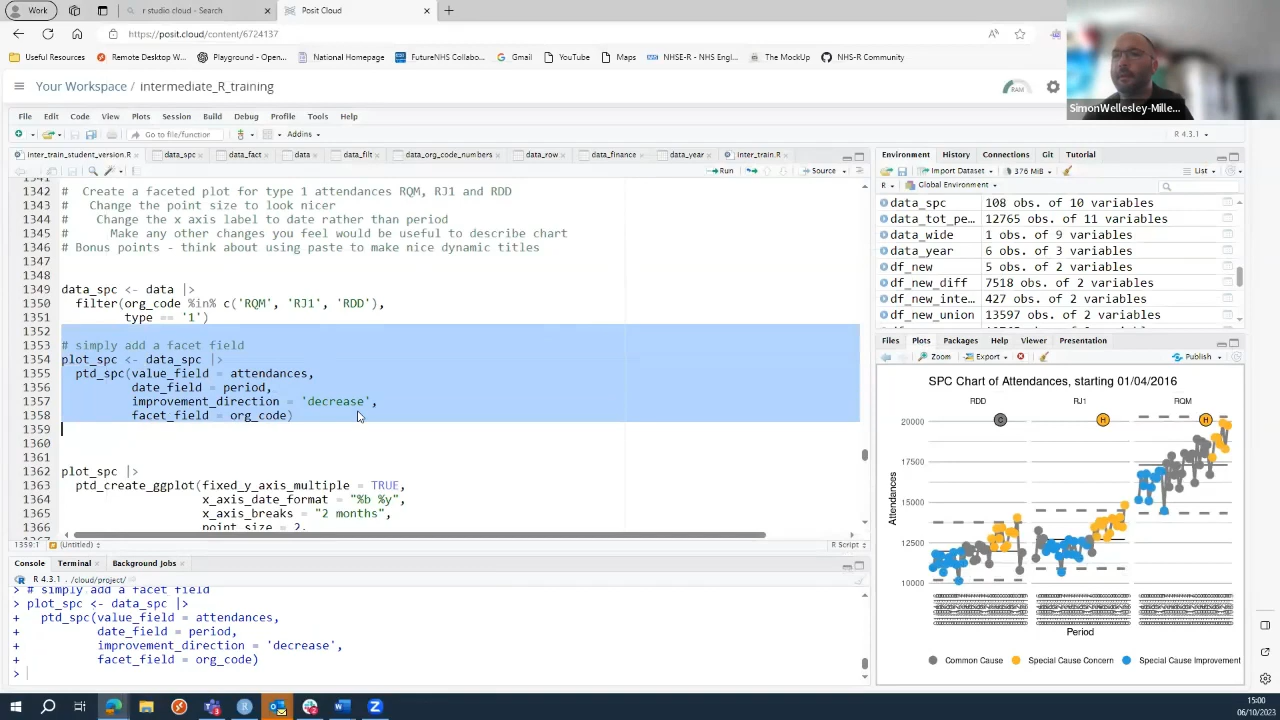 Work
r studio cloud - Search
Posit Cloud
https://posit.cloud/content/6724137
Useful Resources
Remote Desktop W...
Playground - Open...
National Homepage
FutureNHS Collabo...
Gmail
YouTube
Maps
NHSE-R - NHS Engl...
The MockUp
NHS-R Community
SimonWellesley-Mille...
Your Workspace / intermediate_R_training
RAM
File Edit Code View Plots Session Build Debug Profile Tools Help
Go to file/function
Addins
R 4.3.1
inter_train_student_version.R
data_spc
data_fact
data
data_filt
data_org_code_numbers
data_row
data_finance
data_year
inter_train.R
Run
Source
1342 # Create a faceted plot for type 1 attendances RQM, RJ1 and RDD
1343 # Change the point size to look nicer
1344 # Change the x axis label to date rather than period
1345 # Make any other changes you feel would be useful to describe chart
1346 # Bonus points - think about using paste to make nice dynamic titles
1347
1348
1349 data_spc <- data |>
1350 filter(org_code %in% c('RQM', 'RJ1', 'RDD'),
1351 type == '1')
1352
1353 # simply add a facet field
1354 plot_spc <- data_spc |>
1355 ptd_spc(value_field = attendances,
1356 date_field = period,
1357 improvement_direction = 'decrease',
1358 facet_field = org_code)
1359
1360
1361
1362 plot_spc |>
1363 ptd_create_ggplot(fixed_y_axis_multiple = TRUE,
1364 x_axis_date_format = "%b %y",
1365 x_axis_breaks = "2 months",
1366 point_size = 2,
1359:1 (Untitled) R Script
Console Terminal Background Jobs
R 4.3.1 · /cloud/project/
> # simply add a facet field
> plot_spc <- data_spc |>
+ ptd_spc(value_field = attendances,
+ date_field = period,
+ improvement_direction = 'decrease',
+ facet_field = org_code)
>
Environment History Connections Git Tutorial
Import Dataset
376 MiB
List
R Global Environment
data_spc 108 obs. of 10 variables
data_tot_pe... 12765 obs. of 11 variables
data_wide 1 obs. of 9 variables
data_year 6 obs. of 3 variables
df_new 5 obs. of 2 variables
df_new_diff 7518 obs. of 2 variables
df_new_inte... 427 obs. of 2 variables
df_new_union 13597 obs. of 2 variables
Files Plots Packages Help Viewer Presentation
Zoom Export Publish
SPC Chart of Attendances, starting 01/04/2016
RDD RJ1 RQM
C H H
20000
17500
15000
12500
10000
Attendances
Period
Common Cause Special Cause Concern Special Cause Improvement
15:00
06/10/2023